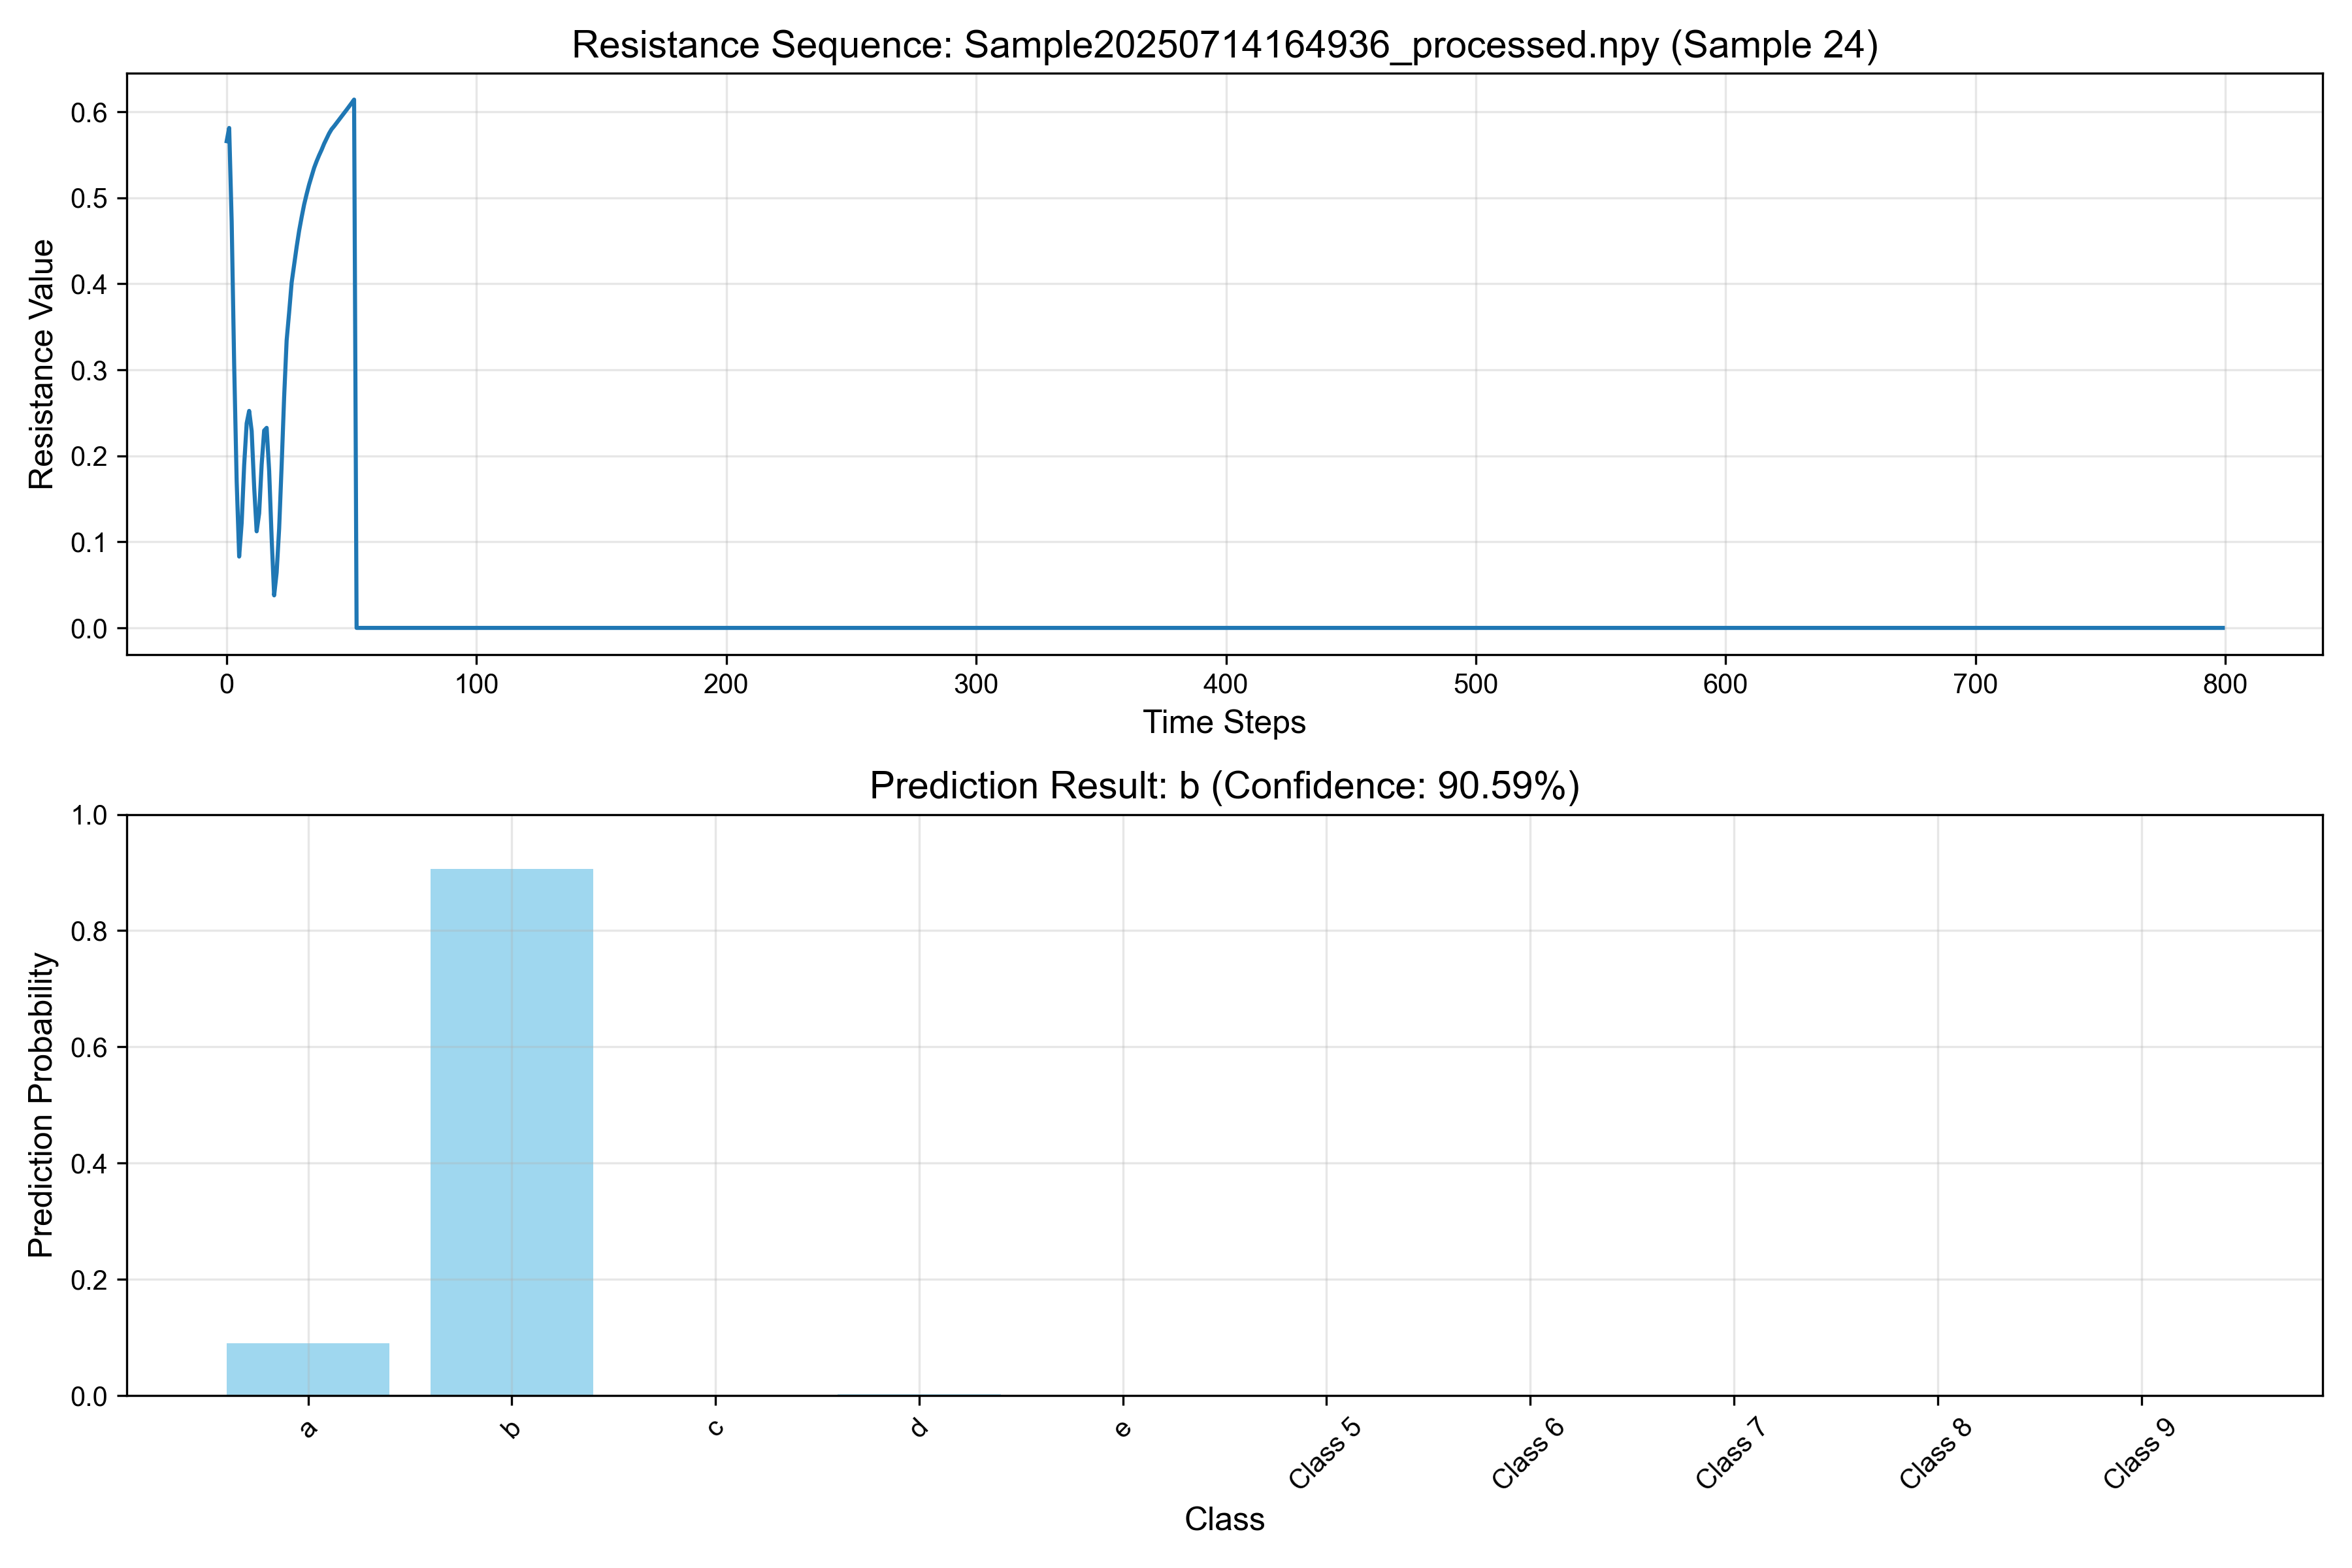 Resistance Sequence: Sample20250714164936_processed.npy (Sample 24)
Resistance Value
0.6
0.5
0.4
0.3
0.2
0.1
0.0
0 100 200 300 400 500 600 700 800
Time Steps
Prediction Result: b (Confidence: 90.59%)
Prediction Probability
1.0
0.8
0.6
0.4
0.2
0.0
a b c d e Class 5 Class 6 Class 7 Class 8 Class 9
Class